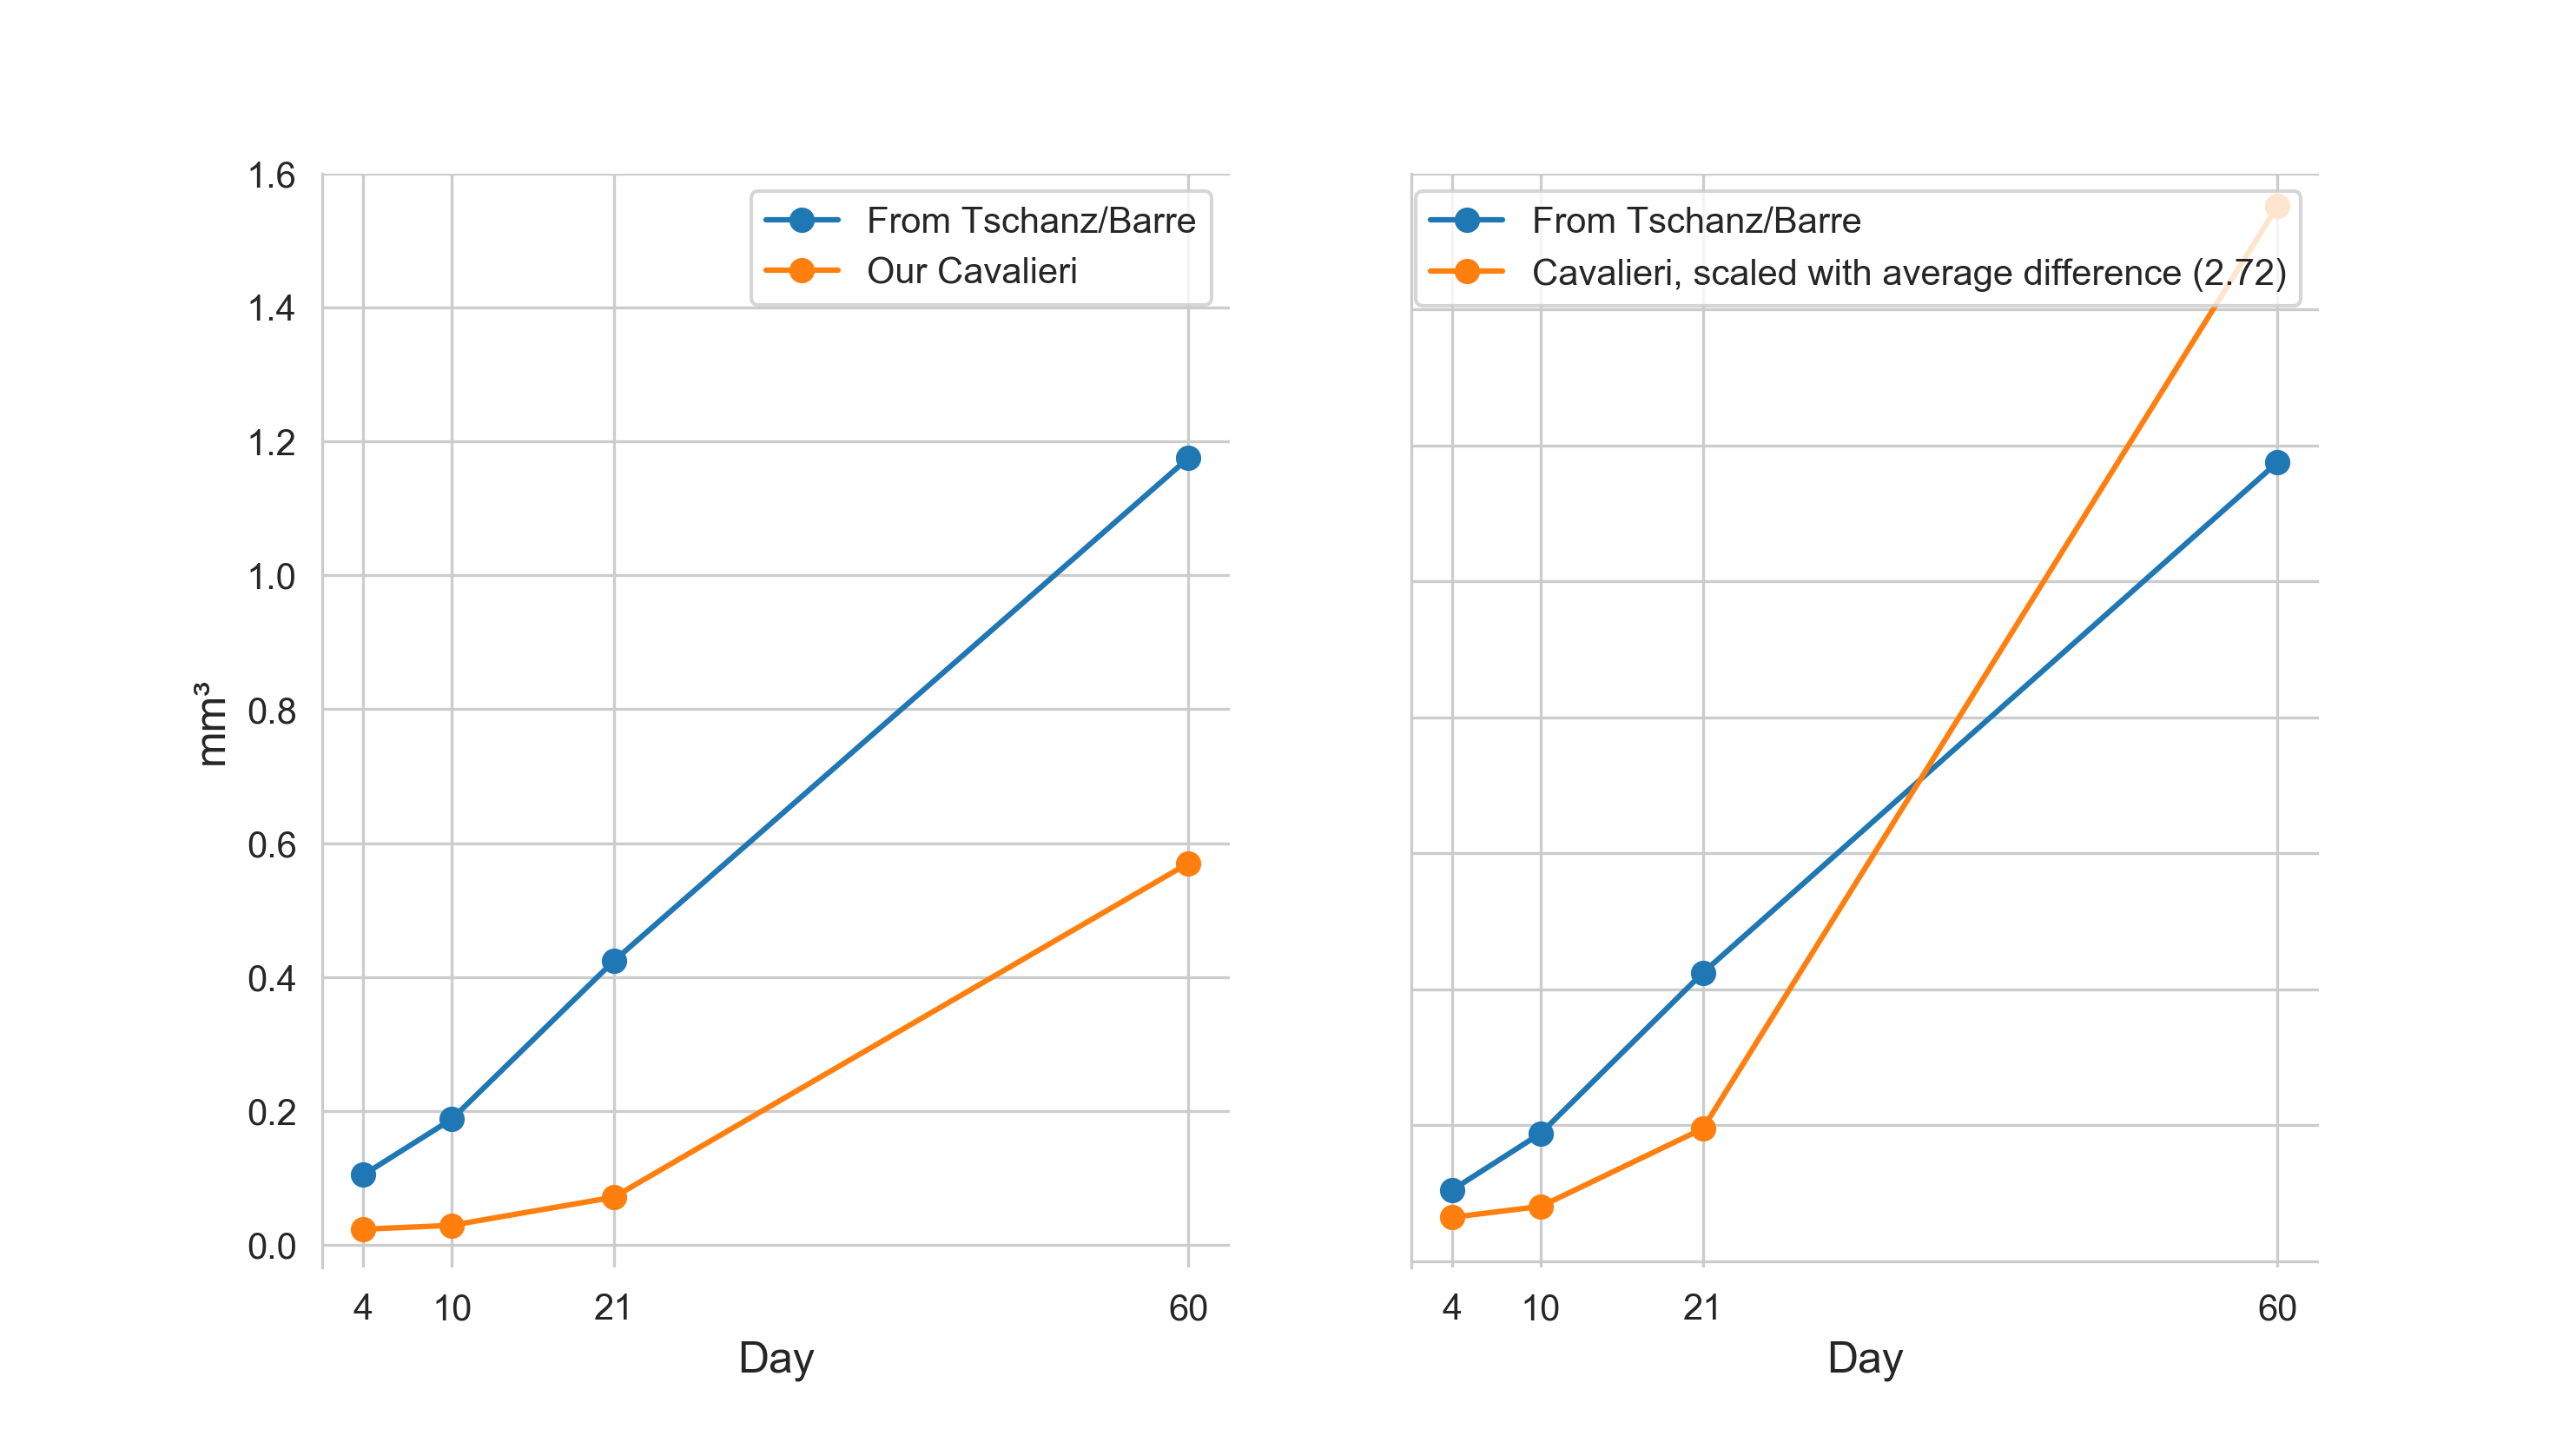 1.6
1.4
1.2
1.0
0.8
0.6
0.4
0.2
0.0
mm³
From Tschanz/Barre
Our Cavalieri
4 10 21 60
Day
From Tschanz/Barre
Cavalieri, scaled with average difference (2.72)
4 10 21 60
Day